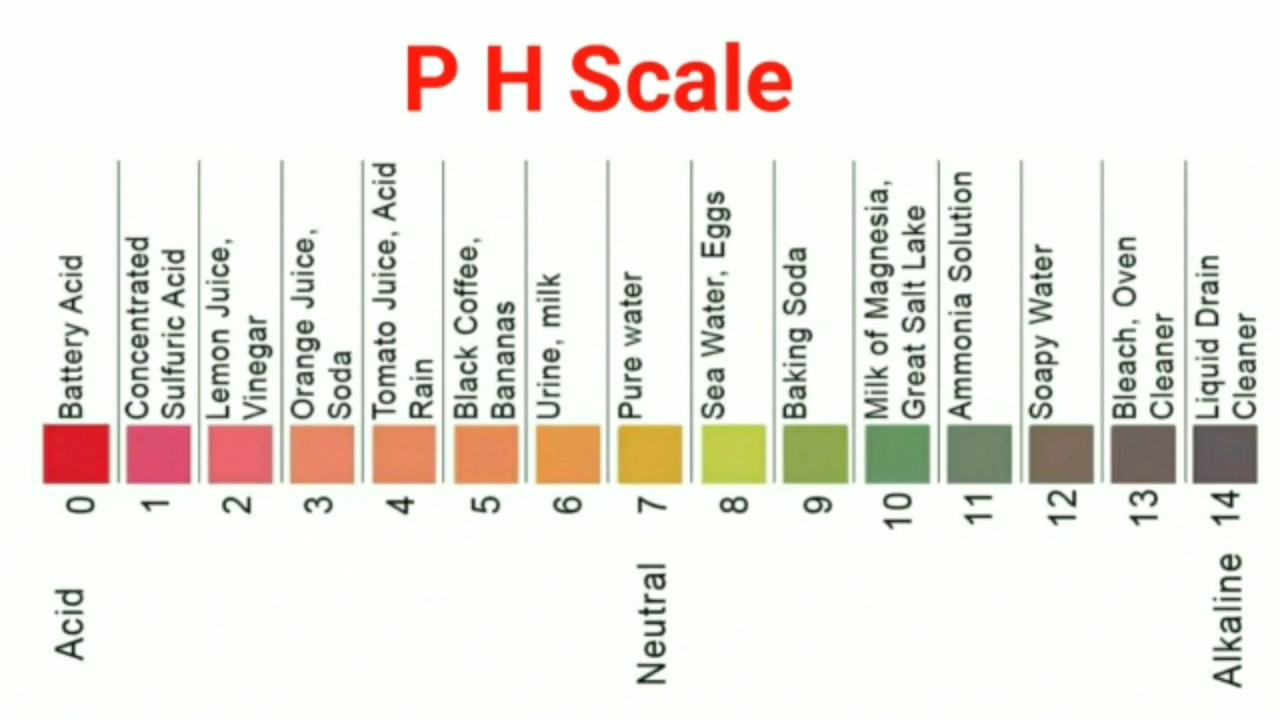 P H Scale
Battery Acid
Concentrated
Sulfuric Acid
Lemon Juice,
Vinegar
Orange Juice,
Soda
Tomato Juice, Acid
Rain
Black Coffee,
Bananas
Urine, milk
Pure water
Sea Water, Eggs
Baking Soda
Milk of Magnesia,
Great Salt Lake
Ammonia Solution
Soapy Water
Bleach, Oven
Cleaner
Liquid Drain
Cleaner
0
1
2
3
4
5
6
7
8
9
10
11
12
13
14
Acid
Neutral
Alkaline